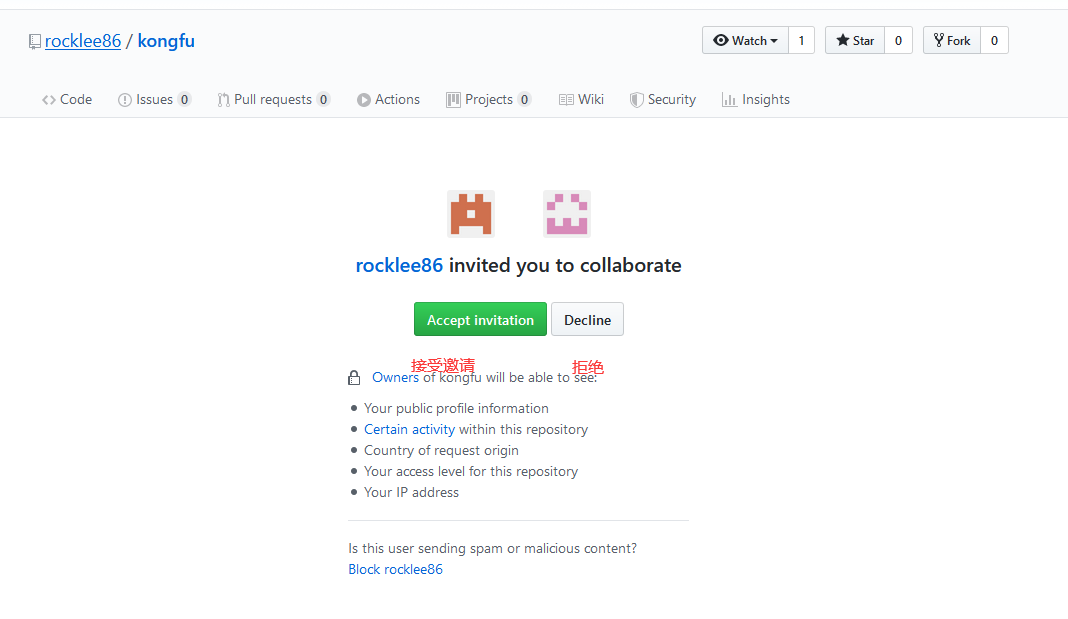 rocklee86 / kongfu
Watch 1 Star 0 Fork 0
Code Issues 0 Pull requests 0 Actions Projects 0 Wiki Security Insights
rocklee86 invited you to collaborate
Accept invitation Decline
接受邀请 拒绝
Owners of kongfu will be able to see:
Your public profile information
Certain activity within this repository
Country of request origin
Your access level for this repository
Your IP address
Is this user sending spam or malicious content?
Block rocklee86